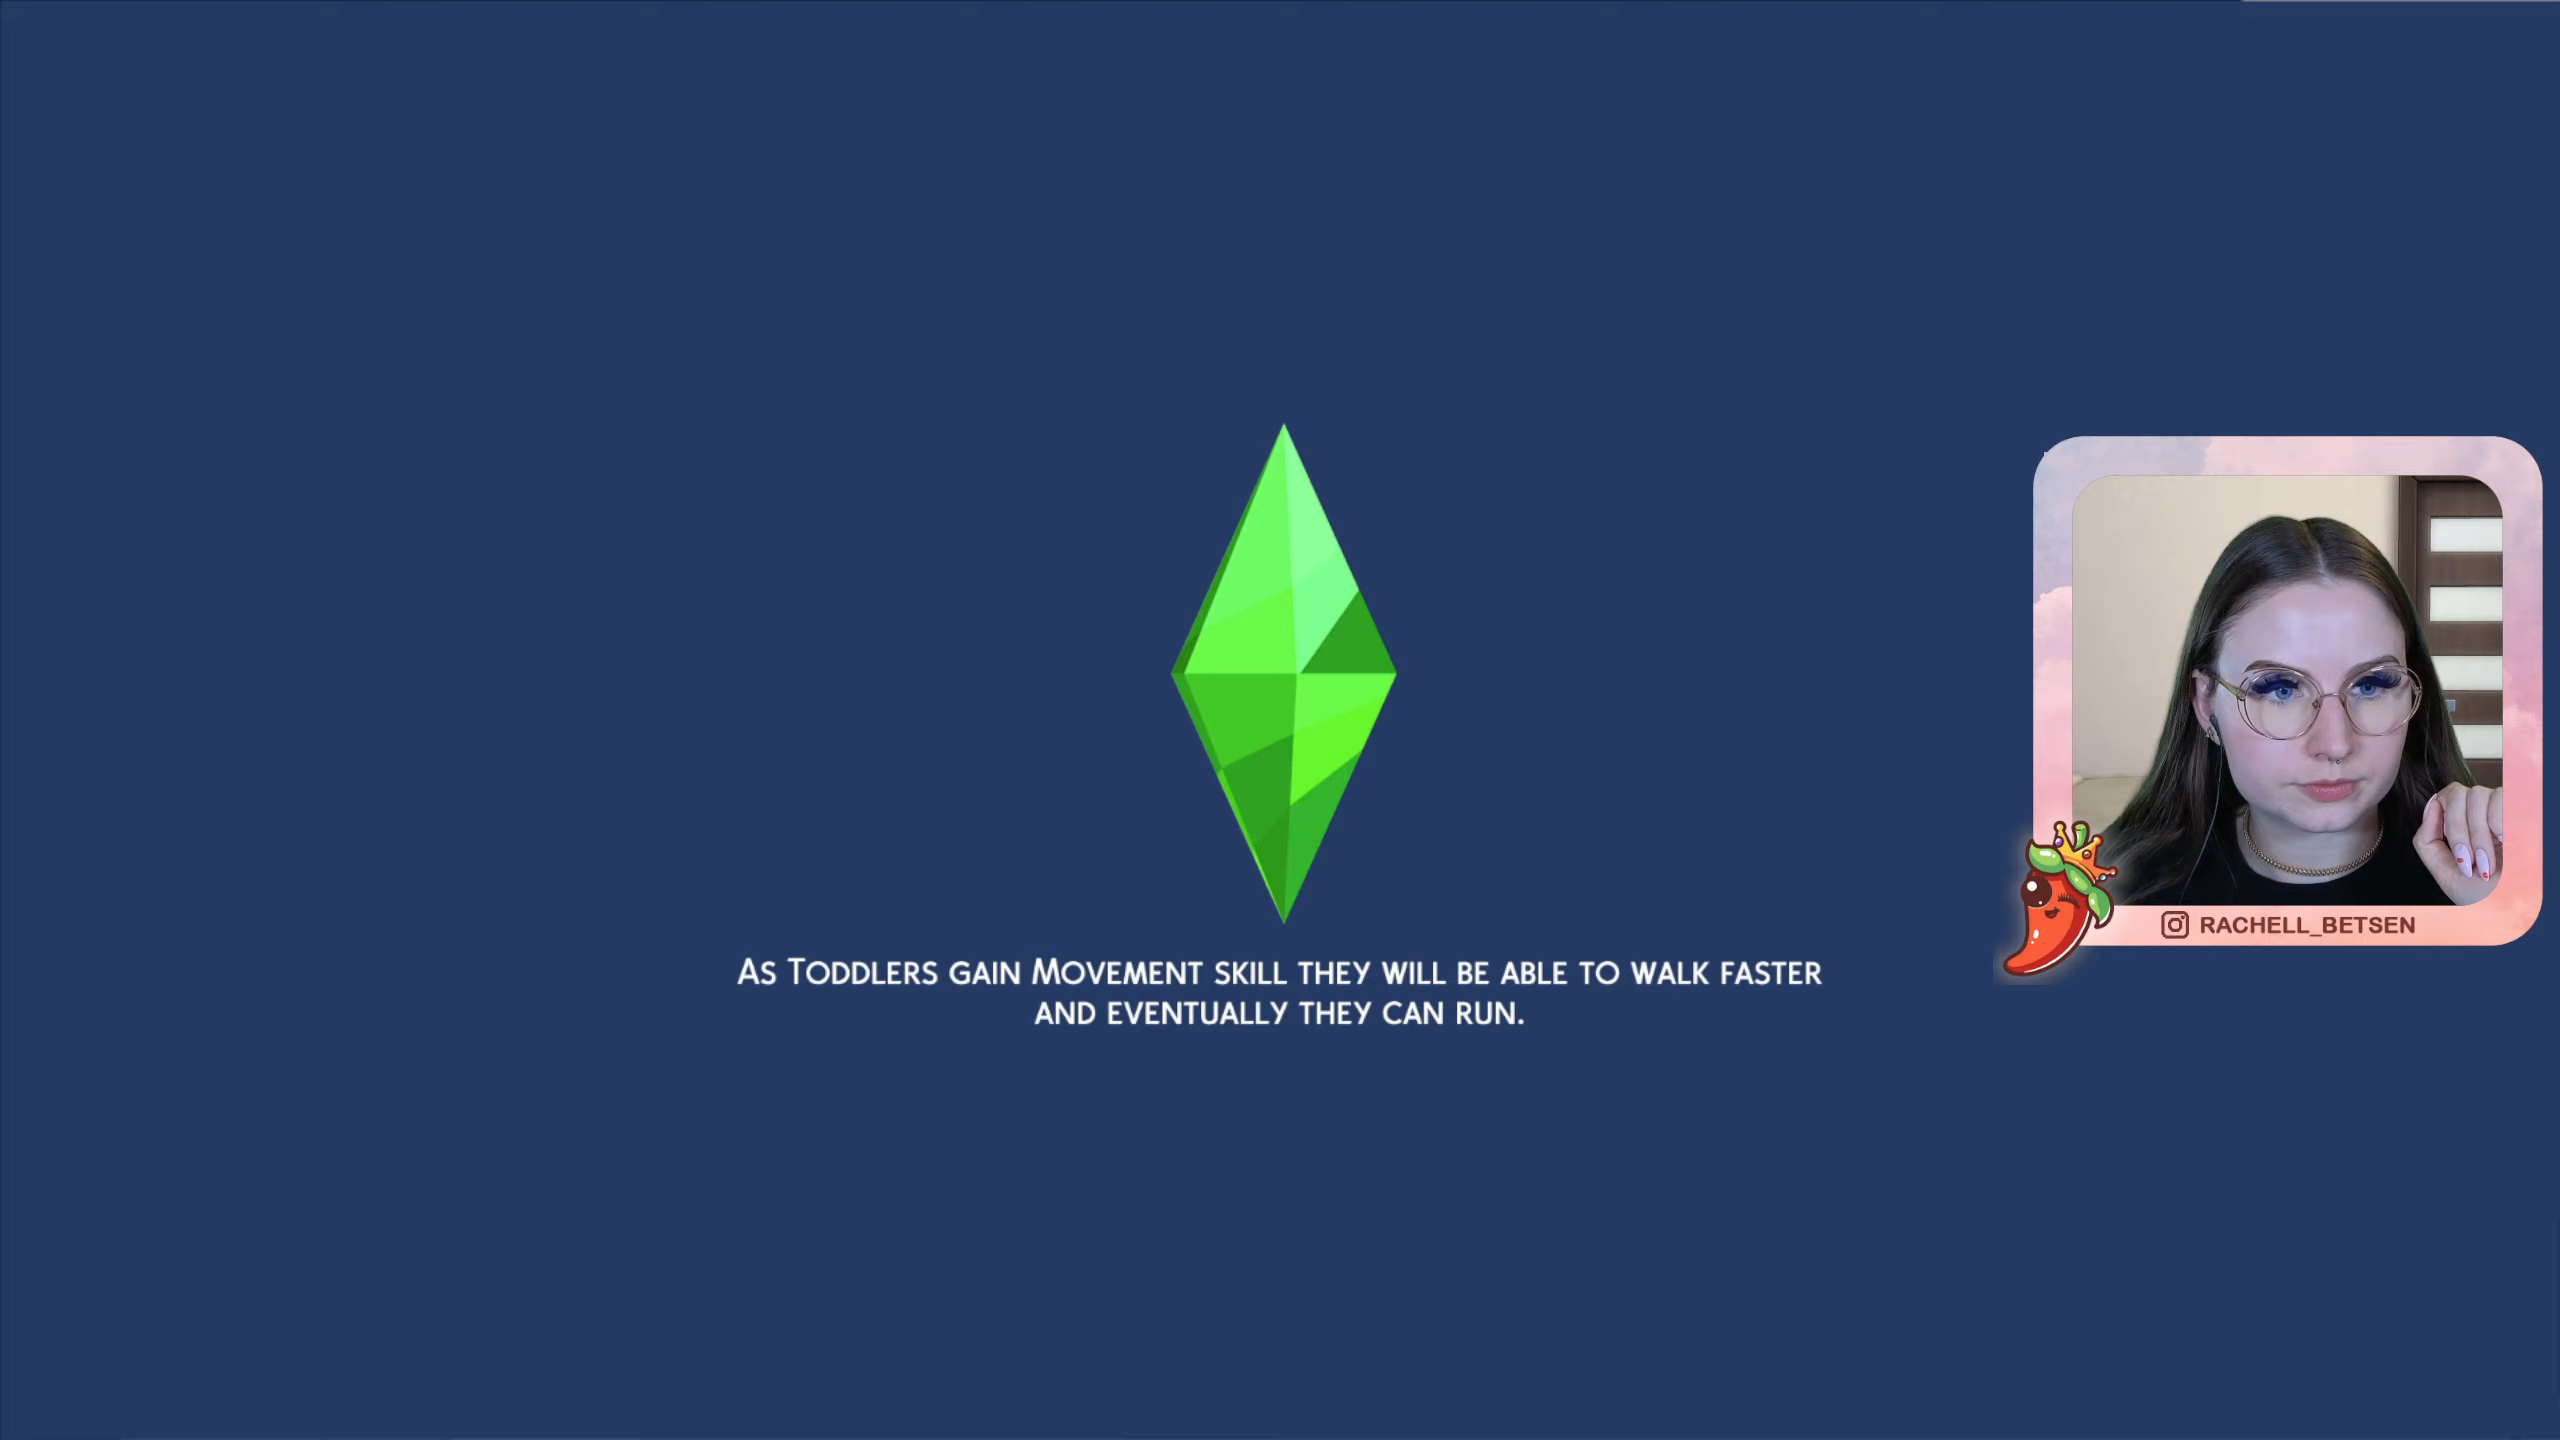 As Toddlers gain Movement skill they will be able to walk faster
and eventually they can run.
RACHELL_BETSEN